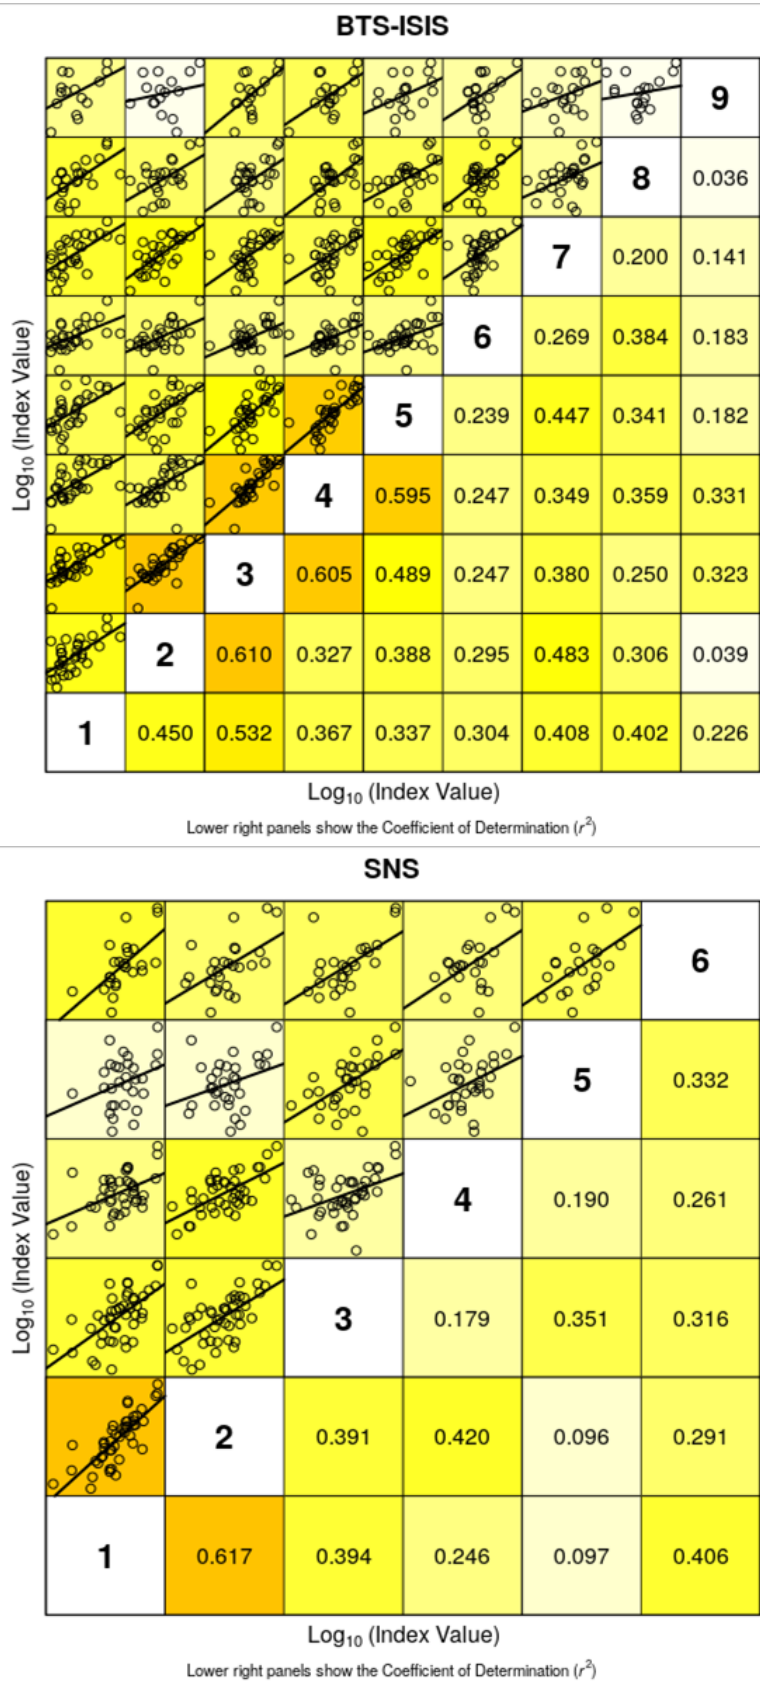 BTS-ISIS
9
8 0.036
7 0.200 0.141
6 0.269 0.384 0.183
5 0.239 0.447 0.341 0.182
4 0.595 0.247 0.349 0.359 0.331
3 0.605 0.489 0.247 0.380 0.250 0.323
2 0.610 0.327 0.388 0.295 0.483 0.306 0.039
1 0.450 0.532 0.367 0.337 0.304 0.408 0.402 0.226
Log10 (Index Value)
Log10 (Index Value)
Lower right panels show the Coefficient of Determination (r²)
SNS
6
5 0.332
4 0.190 0.261
3 0.179 0.351 0.316
2 0.391 0.420 0.096 0.291
1 0.617 0.394 0.246 0.097 0.406
Log10 (Index Value)
Log10 (Index Value)
Lower right panels show the Coefficient of Determination (r²)